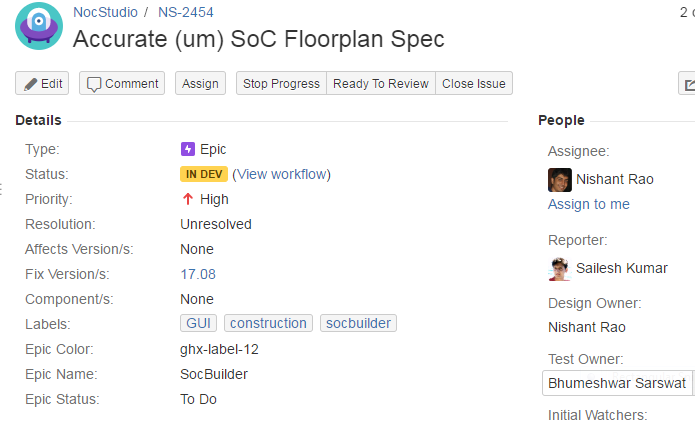 NocStudio / NS-2454
2
Accurate (um) SoC Floorplan Spec
Edit Comment Assign Stop Progress Ready To Review Close Issue
Details
Type: Epic
Status: IN DEV (View workflow)
Priority: High
Resolution: Unresolved
Affects Version/s: None
Fix Version/s: 17.08
Component/s: None
Labels: GUI construction socbuilder
Epic Color: ghx-label-12
Epic Name: SocBuilder
Epic Status: To Do
People
Assignee:
Nishant Rao
Assign to me
Reporter:
Sailesh Kumar
Design Owner:
Nishant Rao
Test Owner:
Bhumeshwar Sarswat
Initial Watchers: